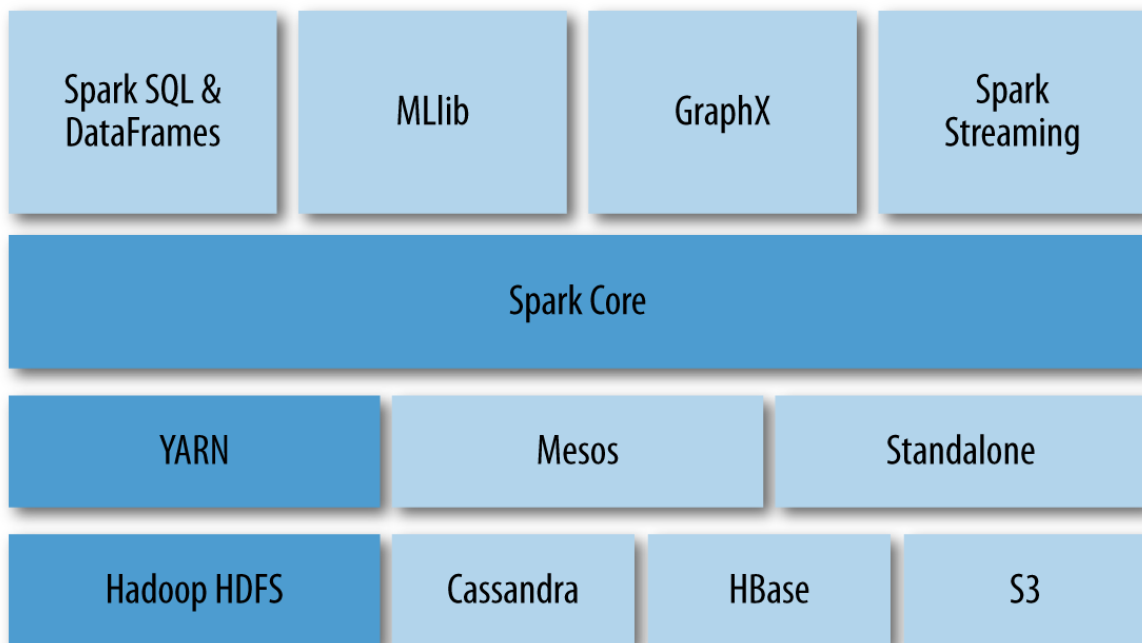 Spark SQL &
DataFrames
MLlib
GraphX
Spark
Streaming
Spark Core
YARN
Mesos
Standalone
Hadoop HDFS
Cassandra
HBase
S3